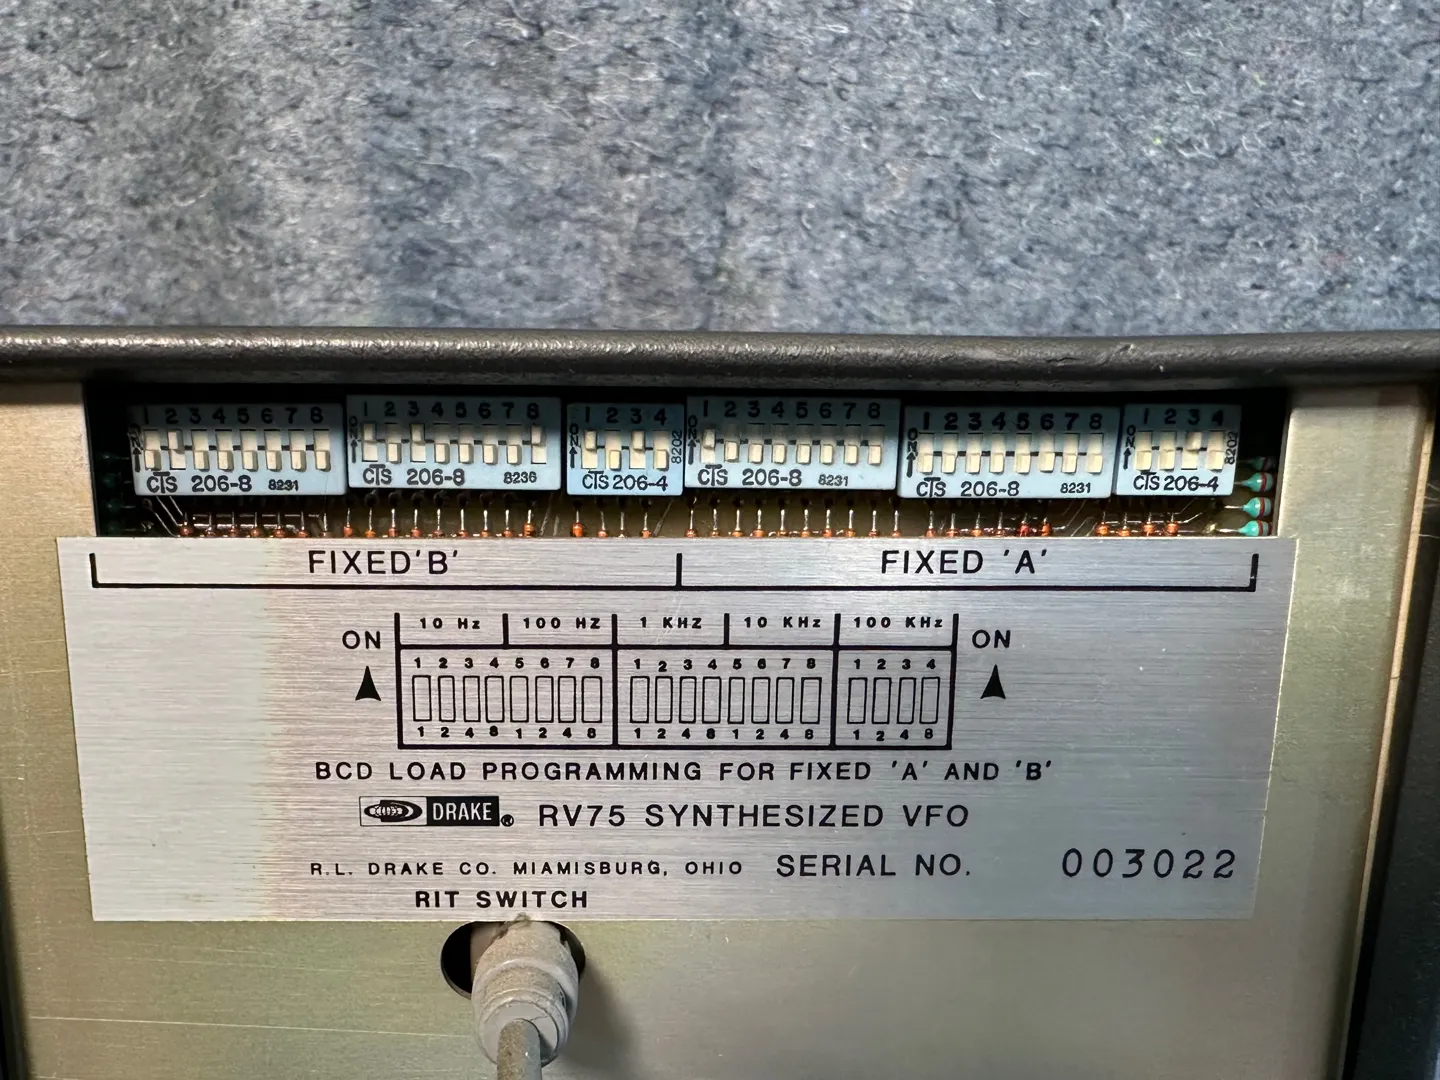 1 2 3 4 5 6 7 8
ON
CTS 206-8 8231
1 2 3 4 5 6 7 8
CTS 206-8 8236
1 2 3 4
ON
CTS 206-4
8202
1 2 3 4 5 6 7 8
CTS 206-8 8231
1 2 3 4 5 6 7 8
ON
CTS 206-8 8231
1 2 3 4
ON
CTS 206-4
8202
FIXED 'B' FIXED 'A'
10 Hz 100 HZ 1 KHZ 10 KHz 100 KHz
ON ON
1 2 3 4 5 6 7 8 1 2 3 4 5 6 7 8 1 2 3 4
1 2 4 8 1 2 4 8 1 2 4 8 1 2 4 8 1 2 4 8
BCD LOAD PROGRAMMING FOR FIXED 'A' AND 'B'
DRAKE® RV75 SYNTHESIZED VFO
R.L. DRAKE CO. MIAMISBURG, OHIO SERIAL NO. 003022
RIT SWITCH